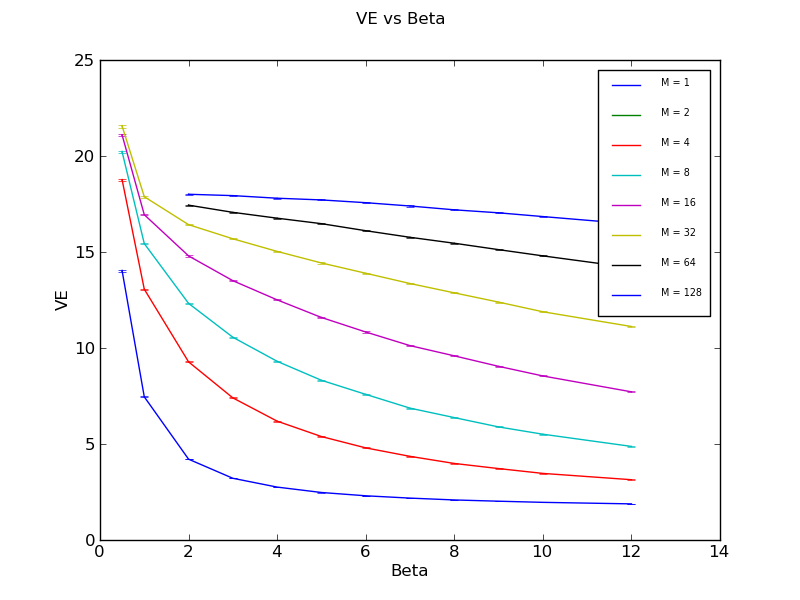 VE vs Beta
25
20
15
10
5
0
VE
0 2 4 6 8 10 12 14
Beta
M = 1
M = 2
M = 4
M = 8
M = 16
M = 32
M = 64
M = 128